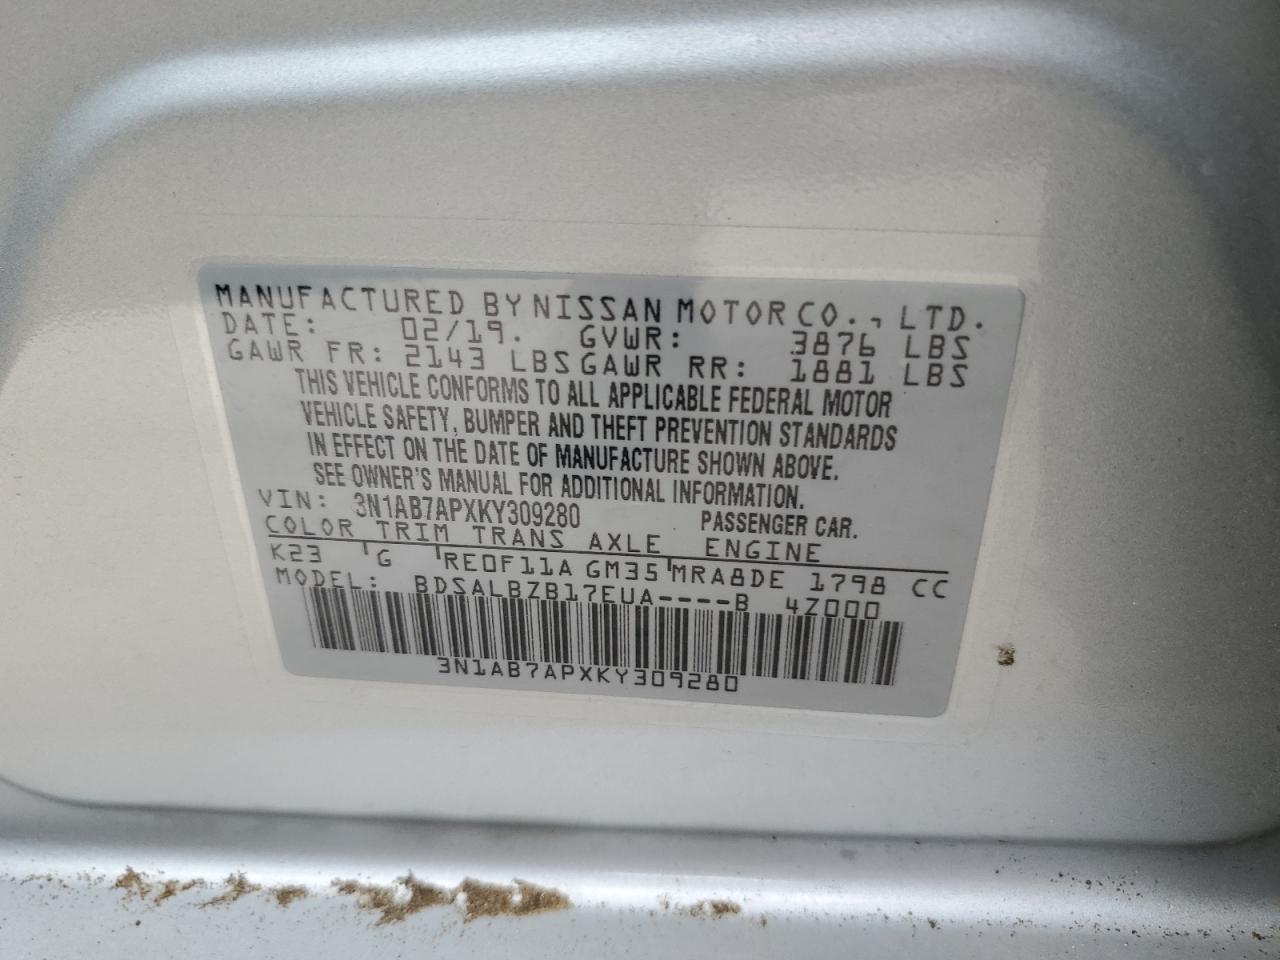 MANUFACTURED BY NISSAN MOTOR CO., LTD.
DATE: 02/19. GVWR: 3876 LBS
GAWR FR: 2143 LBS GAWR RR: 1881 LBS
THIS VEHICLE CONFORMS TO ALL APPLICABLE FEDERAL MOTOR
VEHICLE SAFETY, BUMPER AND THEFT PREVENTION STANDARDS
IN EFFECT ON THE DATE OF MANUFACTURE SHOWN ABOVE.
SEE OWNER'S MANUAL FOR ADDITIONAL INFORMATION.
VIN: 3N1AB7APXKY309280 PASSENGER CAR.
COLOR TRIM TRANS AXLE ENGINE
K23 G RE0F11A GM35 MRA8DE 1798 CC
MODEL: BDSALBZB17EUA----B 4Z000
3N1AB7APXKY309280